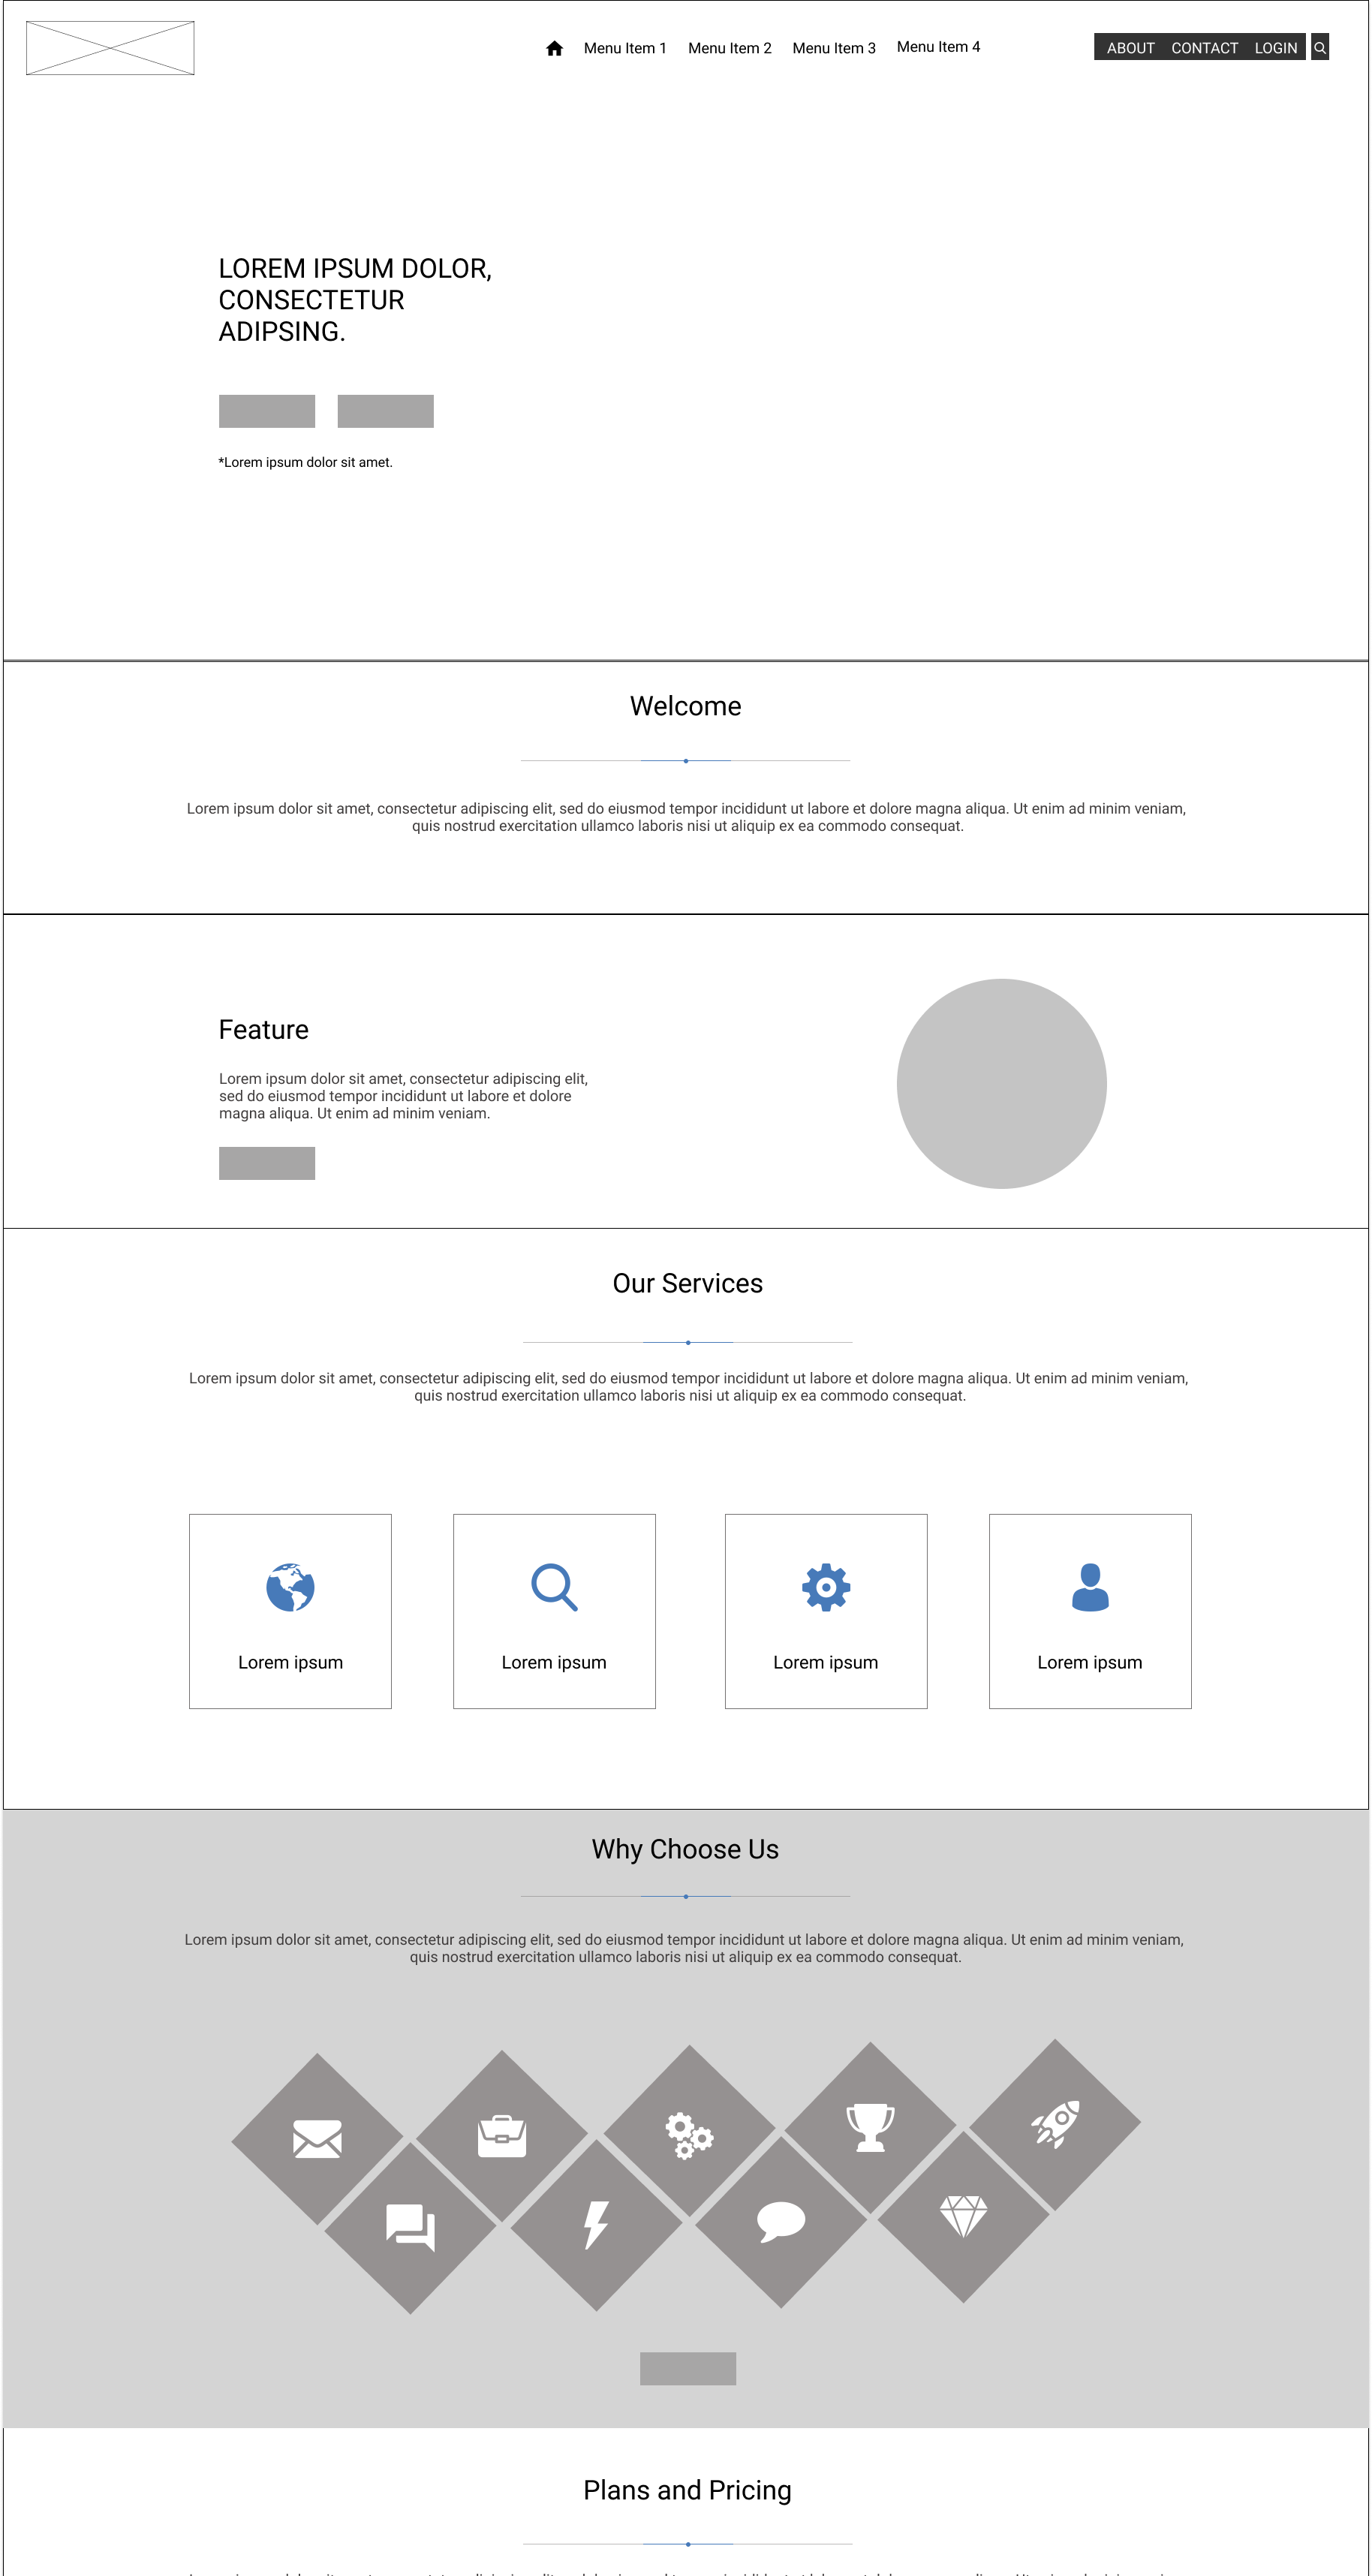 Menu Item 1 Menu Item 2 Menu Item 3 Menu Item 4 ABOUT CONTACT LOGIN
LOREM IPSUM DOLOR,
CONSECTETUR
ADIPSING.
*Lorem ipsum dolor sit amet.
Welcome
Lorem ipsum dolor sit amet, consectetur adipiscing elit, sed do eiusmod tempor incididunt ut labore et dolore magna aliqua. Ut enim ad minim veniam,
quis nostrud exercitation ullamco laboris nisi ut aliquip ex ea commodo consequat.
Feature
Lorem ipsum dolor sit amet, consectetur adipiscing elit,
sed do eiusmod tempor incididunt ut labore et dolore
magna aliqua. Ut enim ad minim veniam.
Our Services
Lorem ipsum dolor sit amet, consectetur adipiscing elit, sed do eiusmod tempor incididunt ut labore et dolore magna aliqua. Ut enim ad minim veniam,
quis nostrud exercitation ullamco laboris nisi ut aliquip ex ea commodo consequat.
Lorem ipsum Lorem ipsum Lorem ipsum Lorem ipsum
Why Choose Us
Lorem ipsum dolor sit amet, consectetur adipiscing elit, sed do eiusmod tempor incididunt ut labore et dolore magna aliqua. Ut enim ad minim veniam,
quis nostrud exercitation ullamco laboris nisi ut aliquip ex ea commodo consequat.
Plans and Pricing